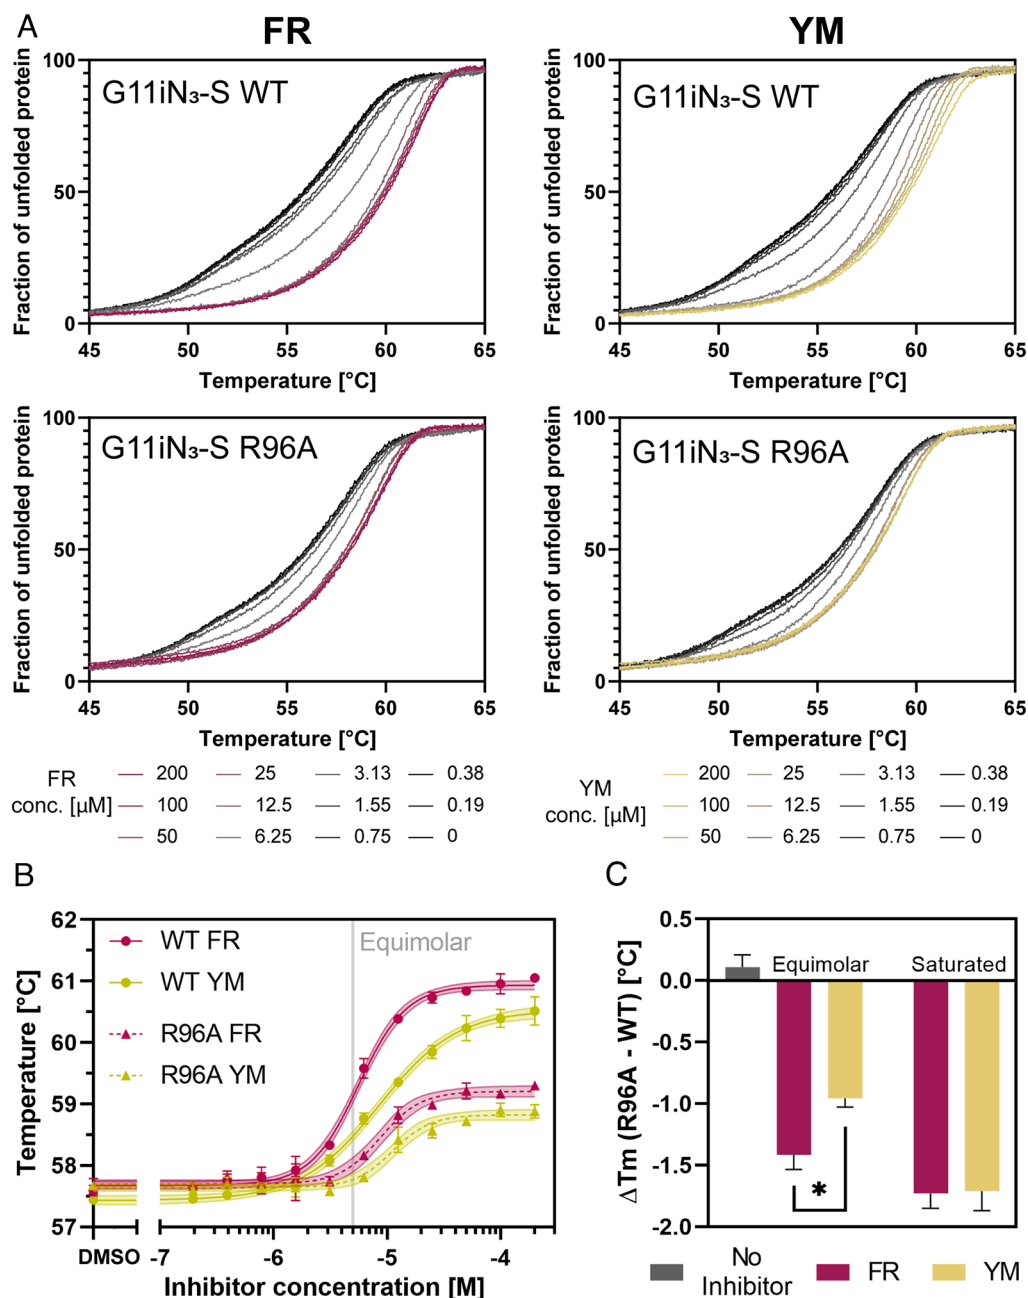 A
FR
YM
Fraction of unfolded protein
100
50
0
G11iN₃-S WT
45 50 55 60 65
Temperature [°C]
Fraction of unfolded protein
100
50
0
G11iN₃-S WT
45 50 55 60 65
Temperature [°C]
Fraction of unfolded protein
100
50
0
G11iN₃-S R96A
45 50 55 60 65
Temperature [°C]
Fraction of unfolded protein
100
50
0
G11iN₃-S R96A
45 50 55 60 65
Temperature [°C]
FR
conc. [µM]
200 25 3.13 0.38
100 12.5 1.55 0.19
50 6.25 0.75 0
YM
conc. [µM]
200 25 3.13 0.38
100 12.5 1.55 0.19
50 6.25 0.75 0
B
Temperature [°C]
62
61
60
59
58
57
WT FR
WT YM
R96A FR
R96A YM
Equimolar
DMSO -7 -6 -5 -4
Inhibitor concentration [M]
C
ΔTm (R96A - WT) [°C]
0.5
0.0
-0.5
-1.0
-1.5
-2.0
Equimolar
Saturated
*
No
Inhibitor
FR
YM